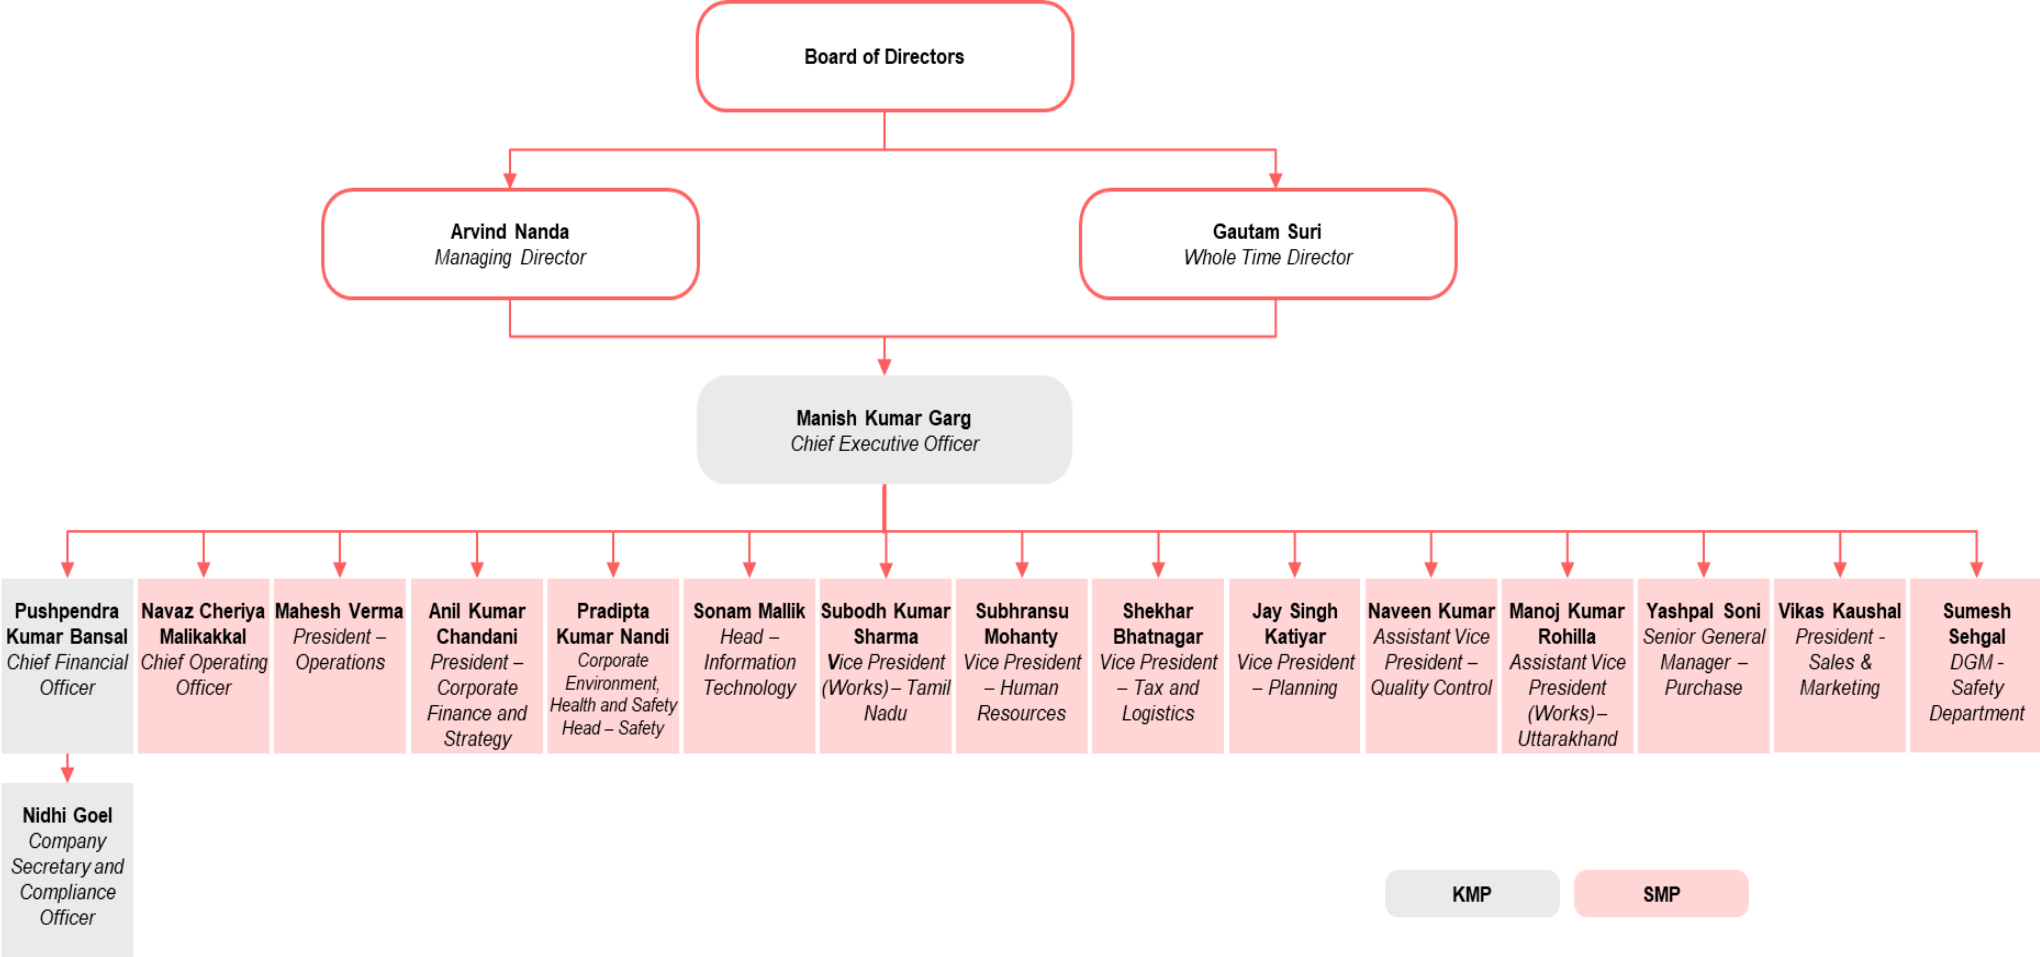 Board of Directors
Arvind Nanda
Managing Director
Gautam Suri
Whole Time Director
Manish Kumar Garg
Chief Executive Officer
Pushpendra
Kumar Bansal
Chief Financial
Officer
Navaz Cheriya
Malikakkal
Chief Operating
Officer
Mahesh Verma
President –
Operations
Anil Kumar
Chandani
President –
Corporate
Finance and
Strategy
Pradipta
Kumar Nandi
Corporate
Environment,
Health and Safety
Head – Safety
Sonam Mallik
Head –
Information
Technology
Subodh Kumar
Sharma
Vice President
(Works) – Tamil
Nadu
Subhransu
Mohanty
Vice President
– Human
Resources
Shekhar
Bhatnagar
Vice President
– Tax and
Logistics
Jay Singh
Katiyar
Vice President
– Planning
Naveen Kumar
Assistant Vice
President –
Quality Control
Manoj Kumar
Rohilla
Assistant Vice
President
(Works) –
Uttarakhand
Yashpal Soni
Senior General
Manager –
Purchase
Vikas Kaushal
President -
Sales &
Marketing
Sumesh
Sehgal
DGM -
Safety
Department
Nidhi Goel
Company
Secretary and
Compliance
Officer
KMP
SMP